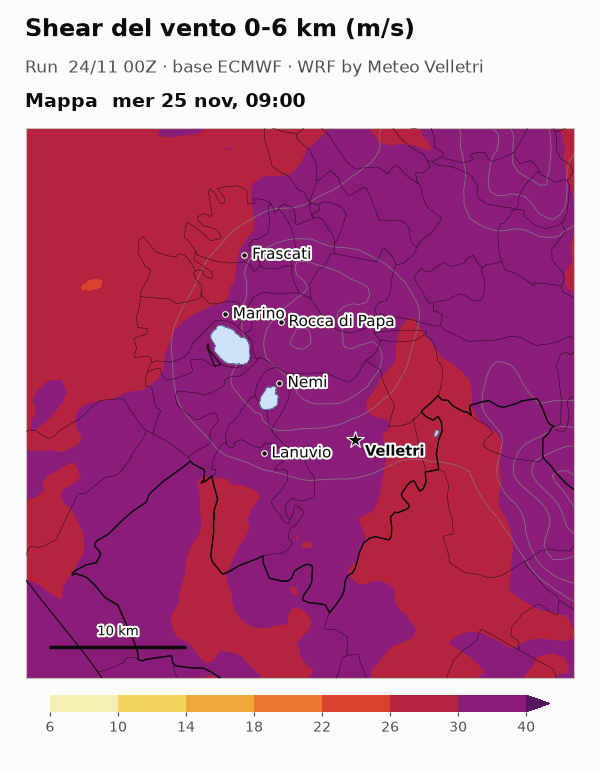 Shear del vento 0-6 km (m/s)
Run  24/11 00Z · base ECMWF · WRF by Meteo Velletri
Mappa  mer 25 nov, 09:00
Frascati
Marino
Rocca di Papa
Nemi
Velletri
Lanuvio
10 km
6 10 14 18 22 26 30 40